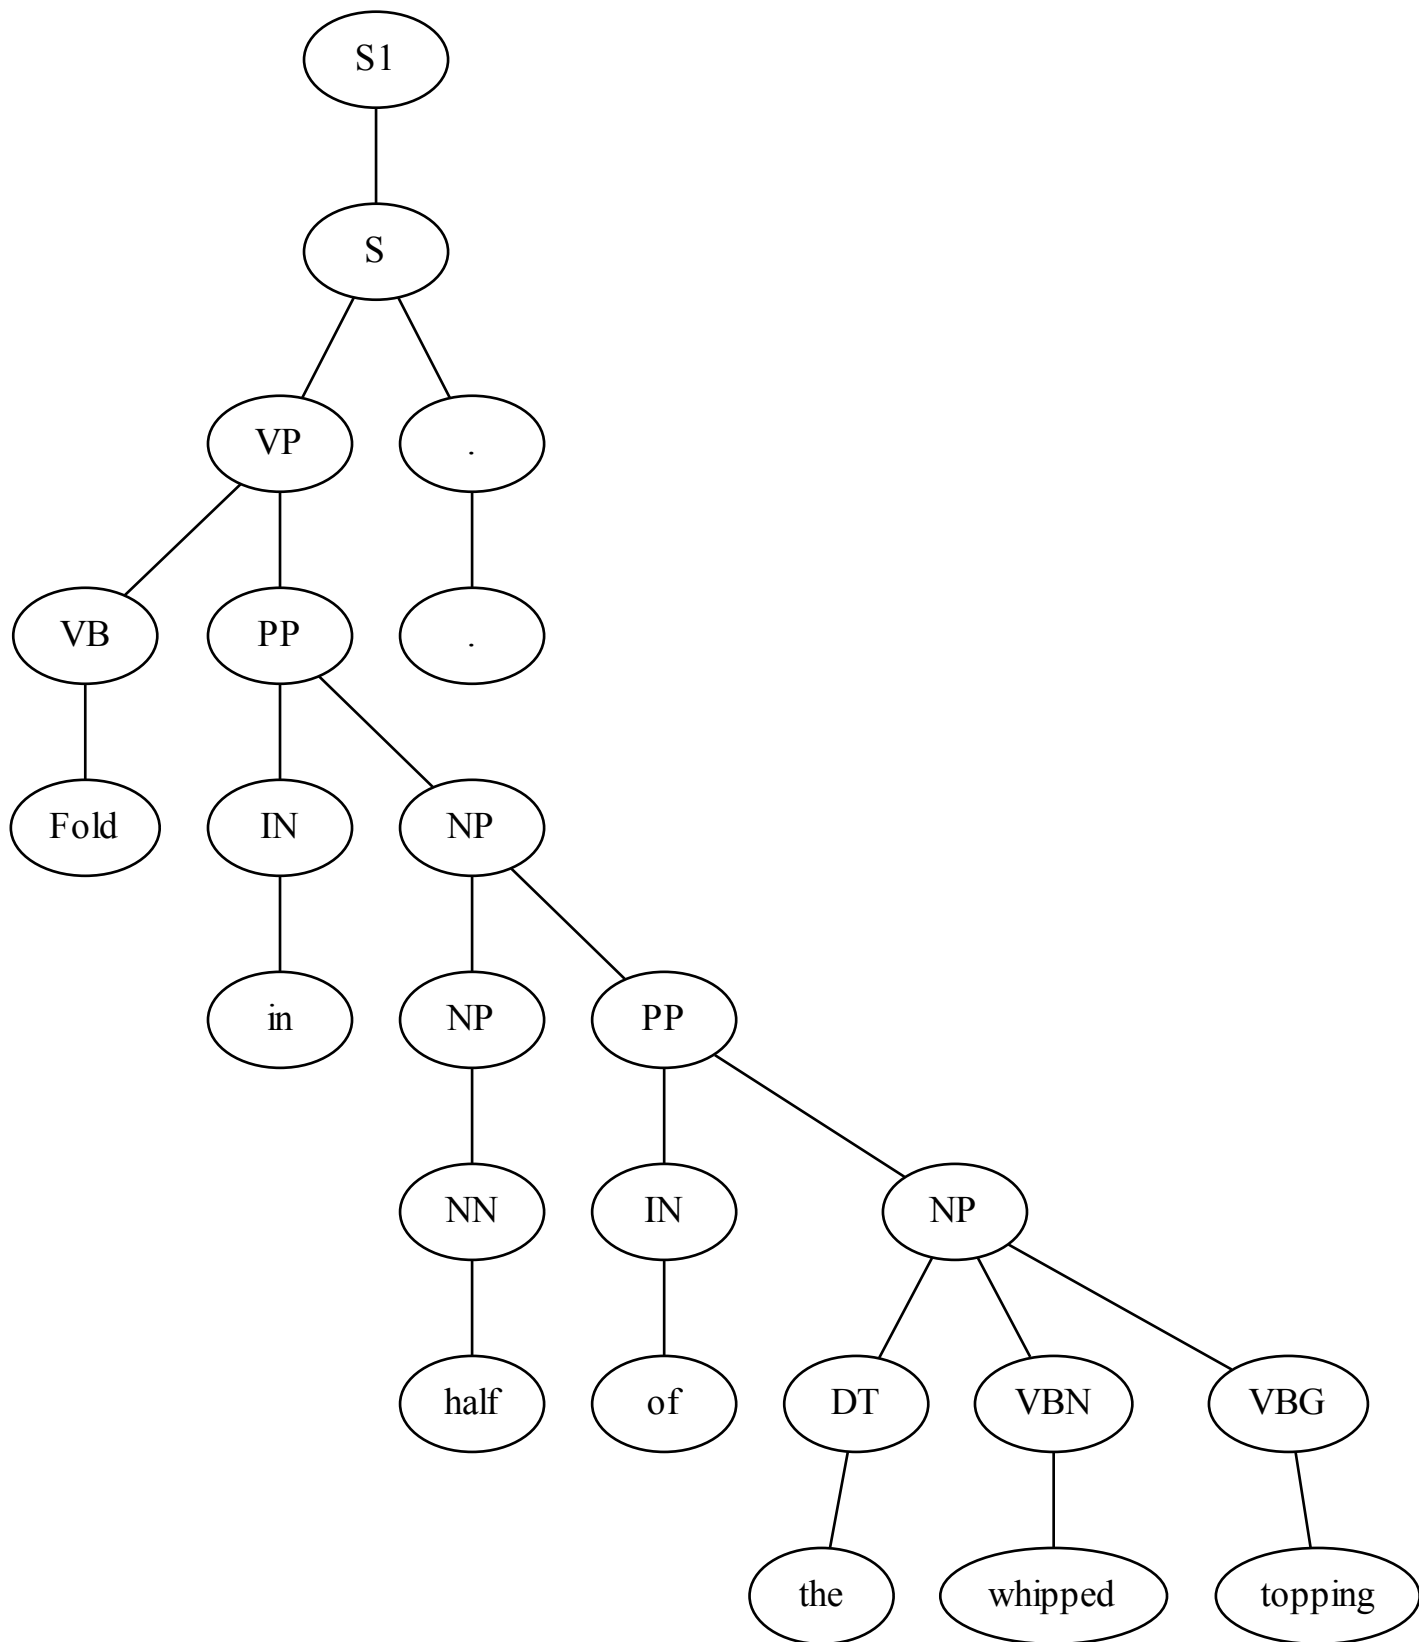 S1
S
VP .
VB PP .
Fold IN NP
in NP PP
NN IN NP
half of DT VBN VBG
the whipped topping